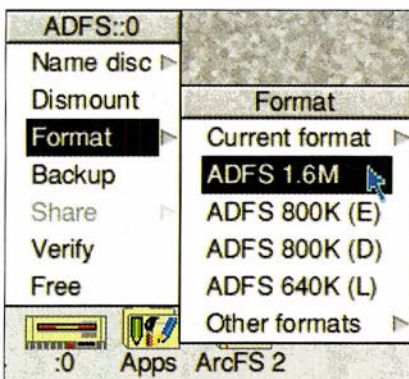 ADFS::0
Name disc
Dismount
Format
Backup
Share
Verify
Free
Format
Current format
ADFS 1.6M
ADFS 800K (E)
ADFS 800K (D)
ADFS 640K (L)
Other formats
:0 Apps ArcFS 2